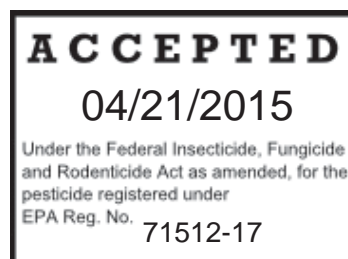 ACCEPTED
04/21/2015
Under the Federal Insecticide, Fungicide
and Rodenticide Act as amended, for the
pesticide registered under
EPA Reg. No. 71512-17